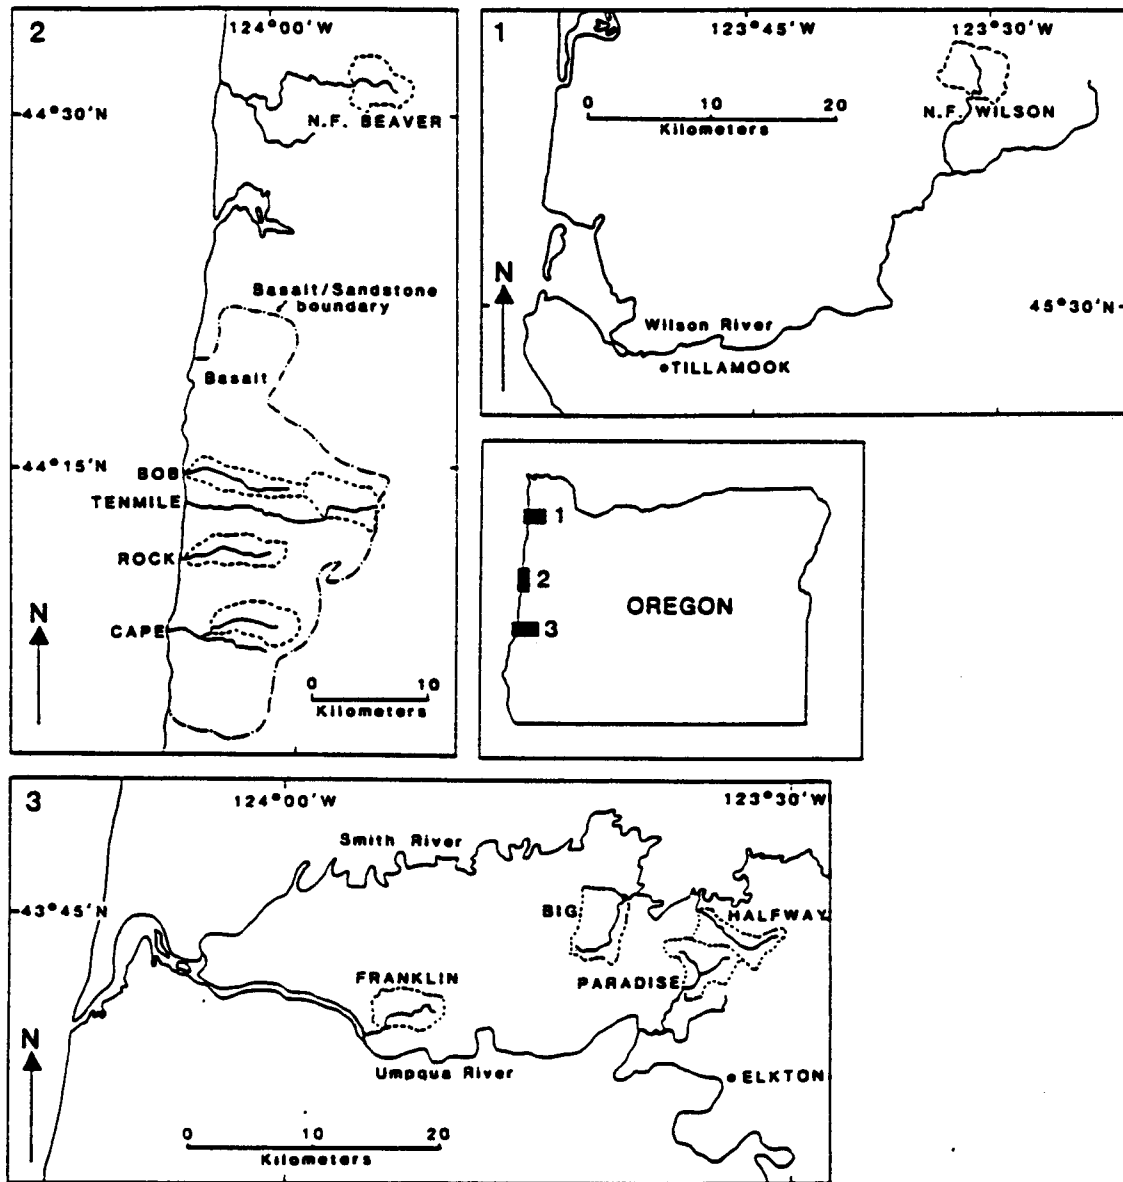 2
124°00'W
44°30'N
N.F. BEAVER
Basalt/Sandstone
boundary
Basalt
44°15'N
BOB
TENMILE
ROCK
CAPE
N
0 10
Kilometers
1
123°45'W
123°30'W
0 10 20
Kilometers
N.F. WILSON
N
45°30'N
Wilson River
TILLAMOOK
1
2
3
OREGON
3
124°00'W
123°30'W
Smith River
43°45'N
BIG
HALFWAY
FRANKLIN
PARADISE
N
Umpqua River
ELKTON
0 10 20
Kilometers